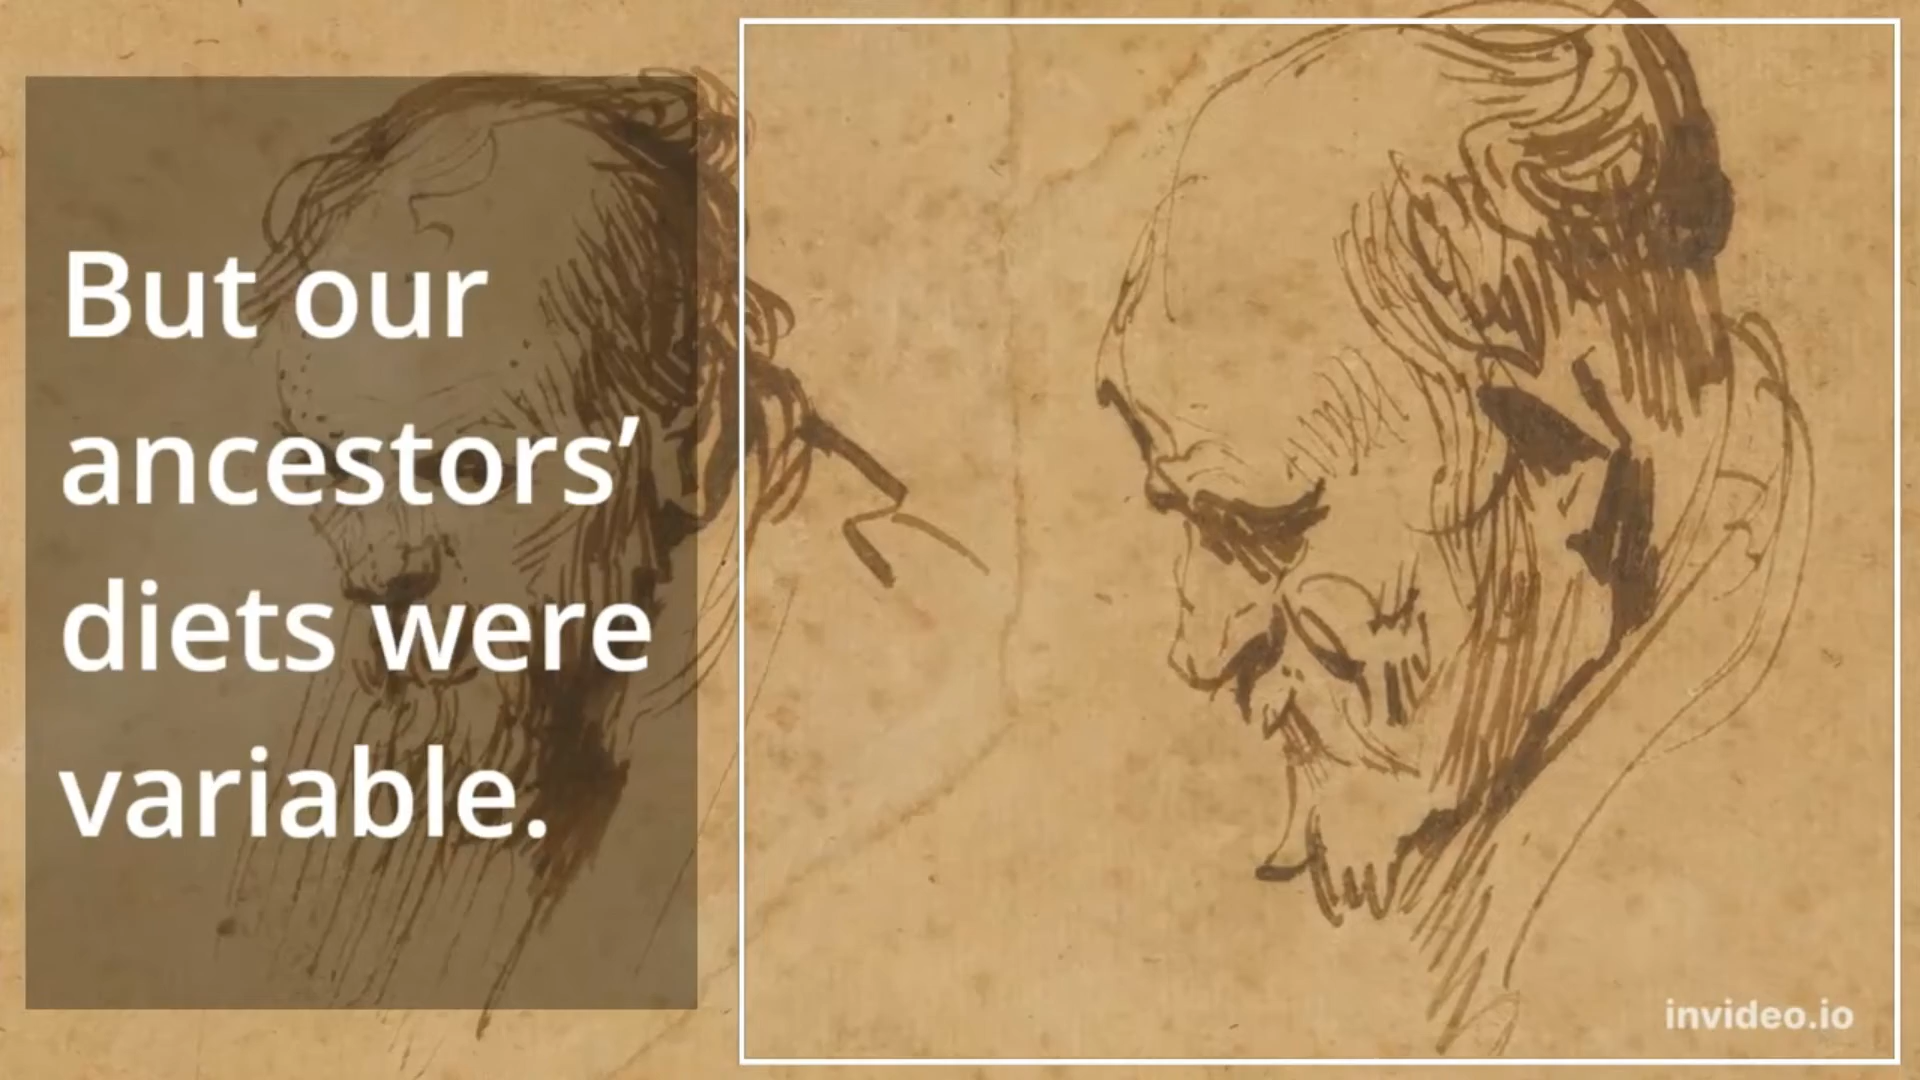 But our
ancestors’
diets were
variable.
invideo.io